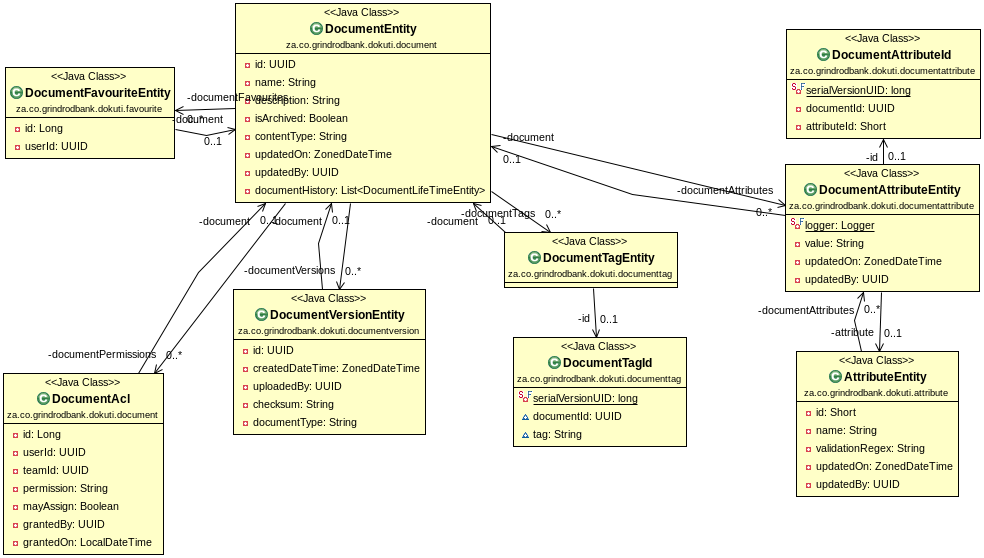 <<Java Class>>
DocumentEntity
za.co.grindrodbank.dokuti.document
id: UUID
name: String
description: String
isArchived: Boolean
contentType: String
updatedOn: ZonedDateTime
updatedBy: UUID
documentHistory: List<DocumentLifeTimeEntity>
<<Java Class>>
DocumentAttributeId
za.co.grindrodbank.dokuti.documentattribute
serialVersionUID: long
documentId: UUID
attributeId: Short
<<Java Class>>
DocumentFavouriteEntity
za.co.grindrodbank.dokuti.favourite
id: Long
userId: UUID
-documentFavourites
0..*
-document
0..1
-document
0..1
-documentAttributes
0..*
-id
0..1
<<Java Class>>
DocumentAttributeEntity
za.co.grindrodbank.dokuti.documentattribute
logger: Logger
value: String
updatedOn: ZonedDateTime
updatedBy: UUID
-document
0..1
-document
0..1
-document
0..1
-documentTags
0..*
<<Java Class>>
DocumentTagEntity
za.co.grindrodbank.dokuti.documenttag
-documentVersions
0..*
<<Java Class>>
DocumentVersionEntity
za.co.grindrodbank.dokuti.documentversion
id: UUID
createdDateTime: ZonedDateTime
uploadedBy: UUID
checksum: String
documentType: String
-id
0..1
-documentAttributes
0..*
-attribute
0..1
<<Java Class>>
DocumentTagId
za.co.grindrodbank.dokuti.documenttag
serialVersionUID: long
documentId: UUID
tag: String
-documentPermissions
0..*
<<Java Class>>
DocumentAcl
za.co.grindrodbank.dokuti.document
id: Long
userId: UUID
teamId: UUID
permission: String
mayAssign: Boolean
grantedBy: UUID
grantedOn: LocalDateTime
<<Java Class>>
AttributeEntity
za.co.grindrodbank.dokuti.attribute
id: Short
name: String
validationRegex: String
updatedOn: ZonedDateTime
updatedBy: UUID